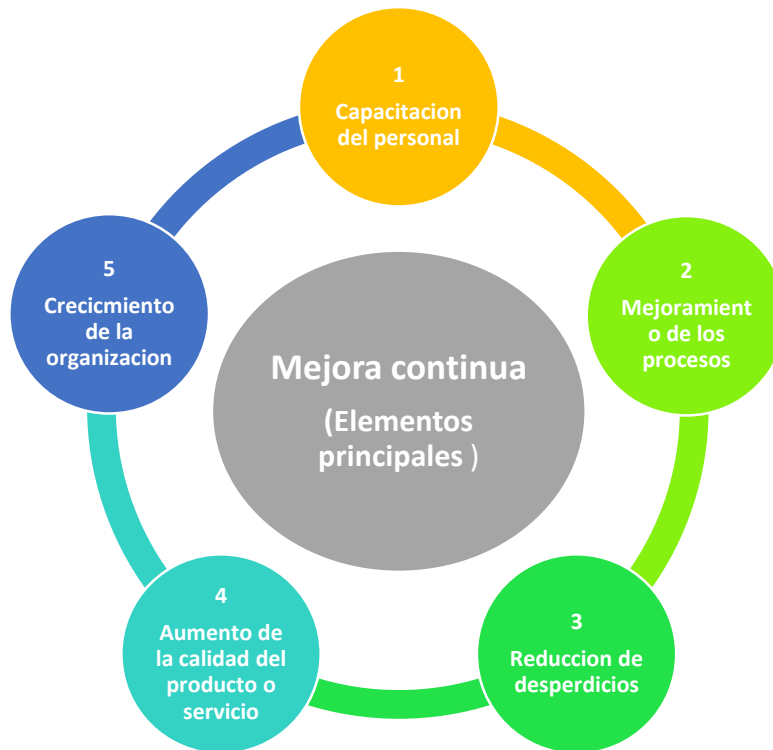 1
Capacitacion
del personal
2
Mejoramient
o de los
procesos
3
Reduccion de
desperdicios
4
Aumento de
la calidad del
producto o
servicio
5
Crecicmiento
de la
organizacion
Mejora continua
(Elementos
principales )